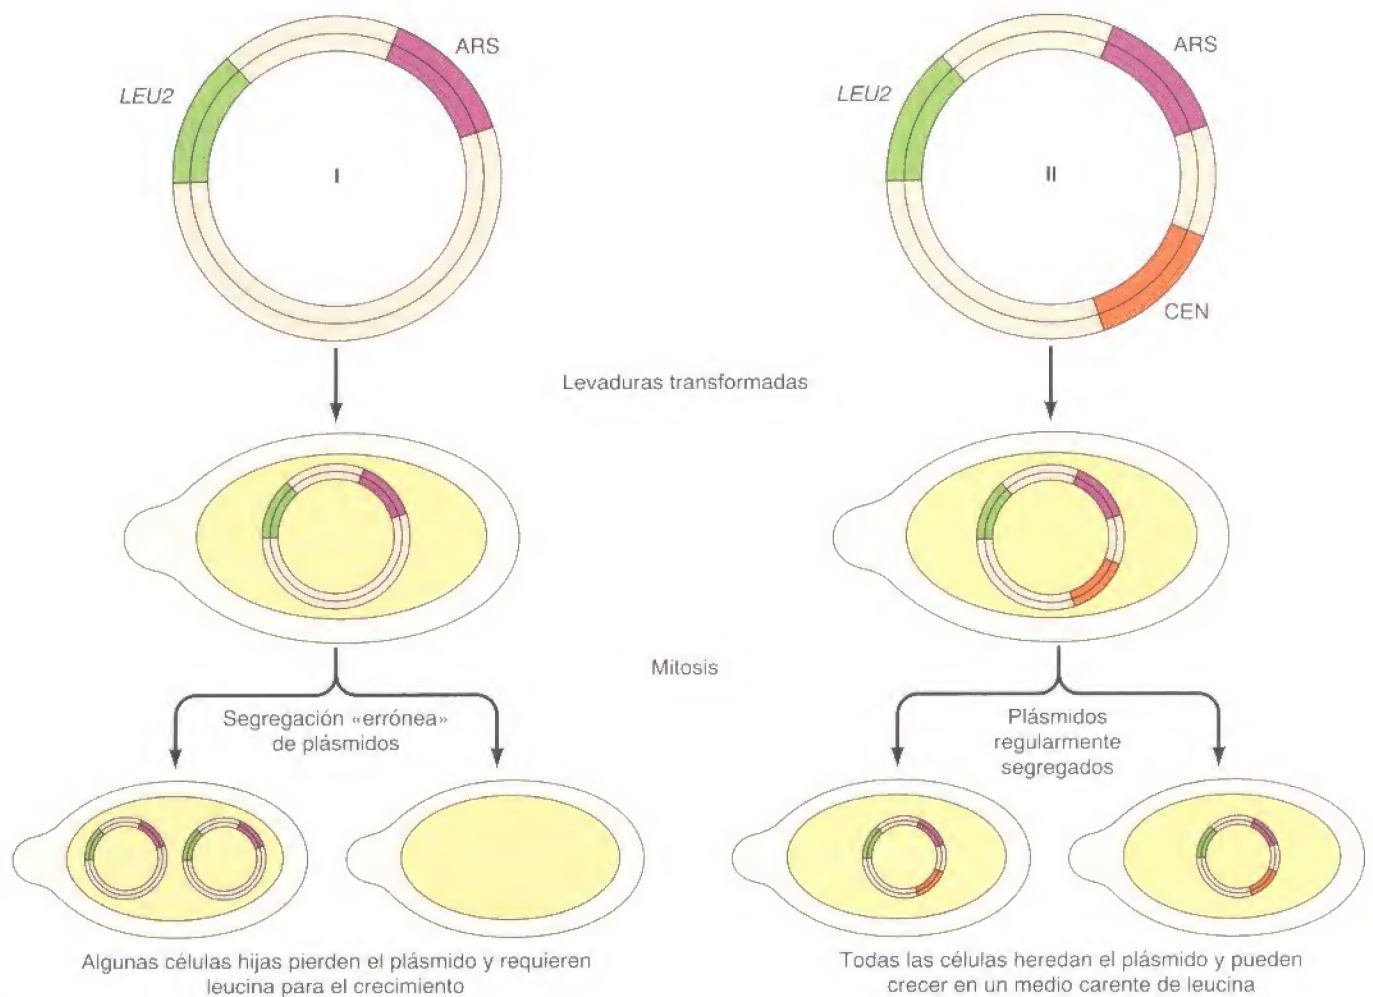 ARS
LEU2
I
ARS
LEU2
II
CEN
Levaduras transformadas
Mitosis
Segregación «errónea»
de plásmidos
Plásmidos
regularmente
segregados
Algunas células hijas pierden el plásmido y requieren
leucina para el crecimiento
Todas las células heredan el plásmido y pueden
crecer en un medio carente de leucina